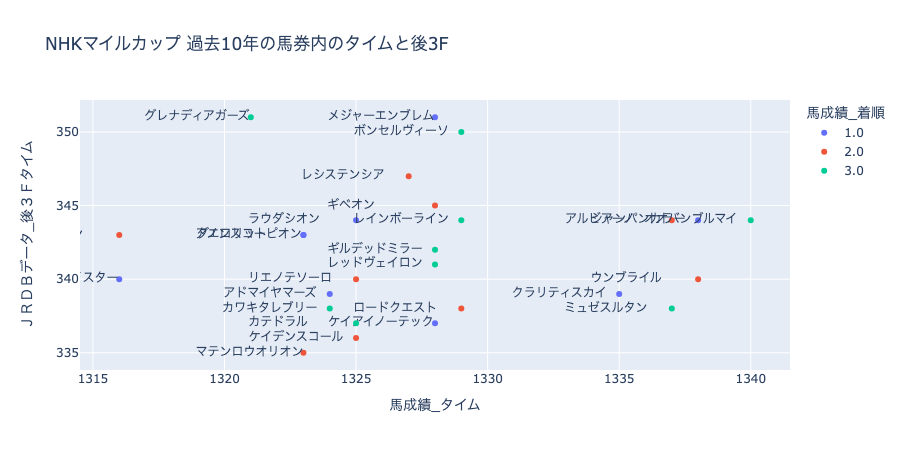 NHKマイルカップ 過去10年の馬券内のタイムと後3F
馬成績_着順
1.0
2.0
3.0
ＪＲＤＢデータ_後３Ｆタイム
350
345
340
335
グレナディアガーズ
メジャーエンブレム
ボンセルヴィーソ
レシステンシア
ギベオン
ラウダシオン
レインボーライン
アルビアーノ
ギルデッドミラー
レッドヴェイロン
スター
リエノテソーロ
ウンブライル
アドマイヤマーズ
クラリティスカイ
カワキタレブリー
ロードクエスト
ミュゼスルタン
カテドラル
ケイアイノーテック
ケイデンスコール
マテンロウオリオン
1315
1320
1325
1330
1335
1340
馬成績_タイム